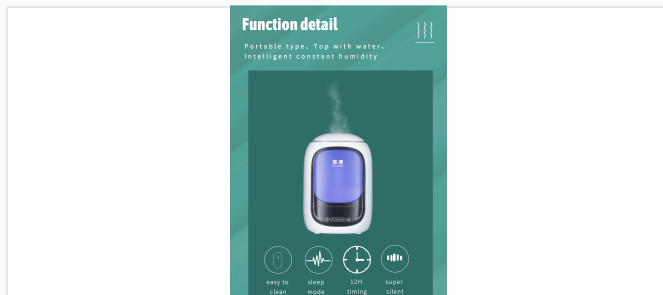 Function detail
Portable type、Top with water、
Intelligent constant humidity
easy to
clean
sleep
mode
12H
timing
super
silent